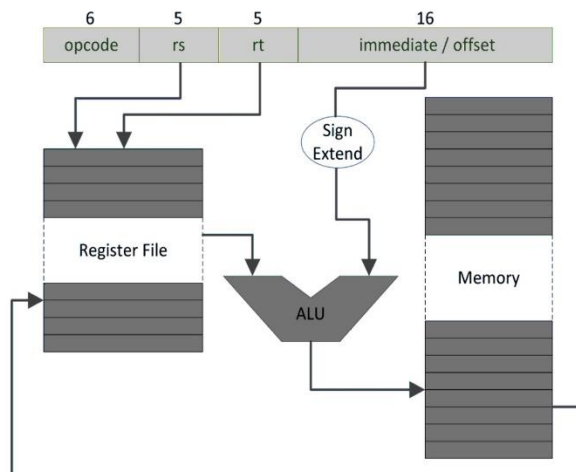 6 5 5 16
opcode rs rt immediate / offset
Sign
Extend
Register File
Memory
ALU